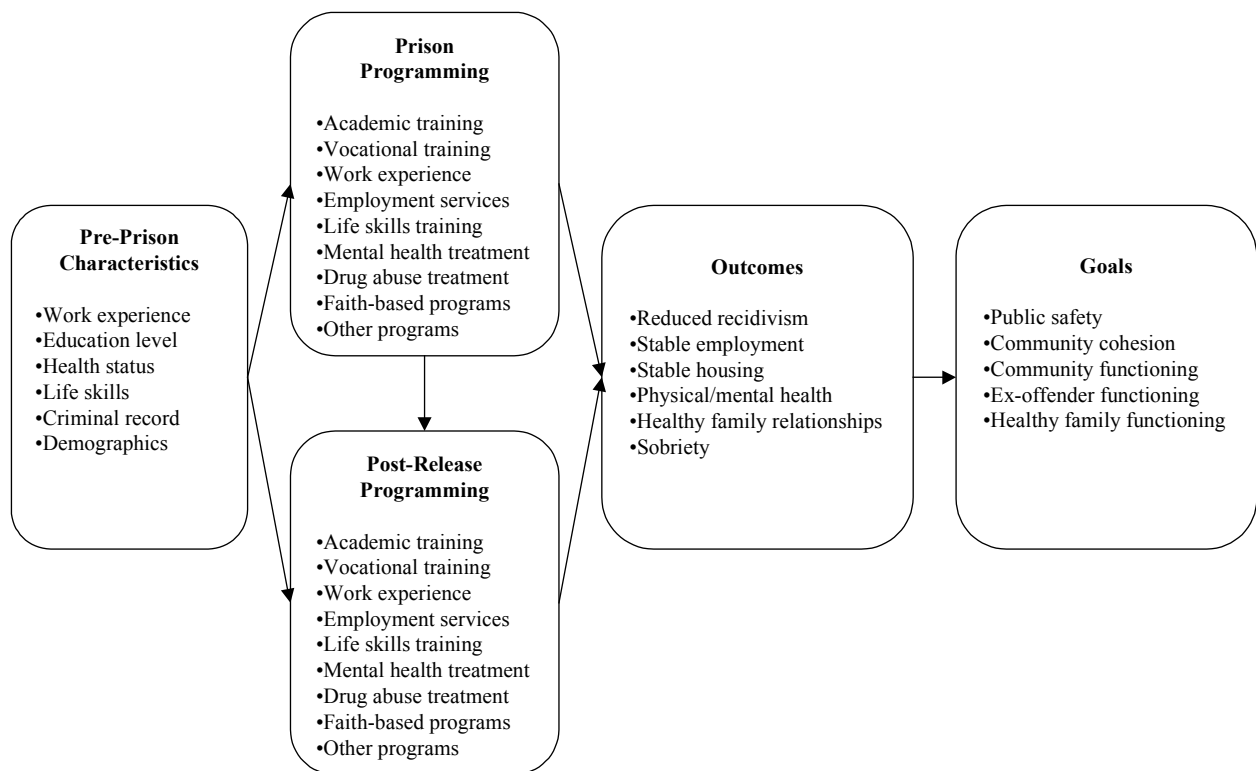 Pre-Prison
Characteristics
•Work experience
•Education level
•Health status
•Life skills
•Criminal record
•Demographics
Prison
Programming
•Academic training
•Vocational training
•Work experience
•Employment services
•Life skills training
•Mental health treatment
•Drug abuse treatment
•Faith-based programs
•Other programs
Post-Release
Programming
•Academic training
•Vocational training
•Work experience
•Employment services
•Life skills training
•Mental health treatment
•Drug abuse treatment
•Faith-based programs
•Other programs
Outcomes
•Reduced recidivism
•Stable employment
•Stable housing
•Physical/mental health
•Healthy family relationships
•Sobriety
Goals
•Public safety
•Community cohesion
•Community functioning
•Ex-offender functioning
•Healthy family functioning